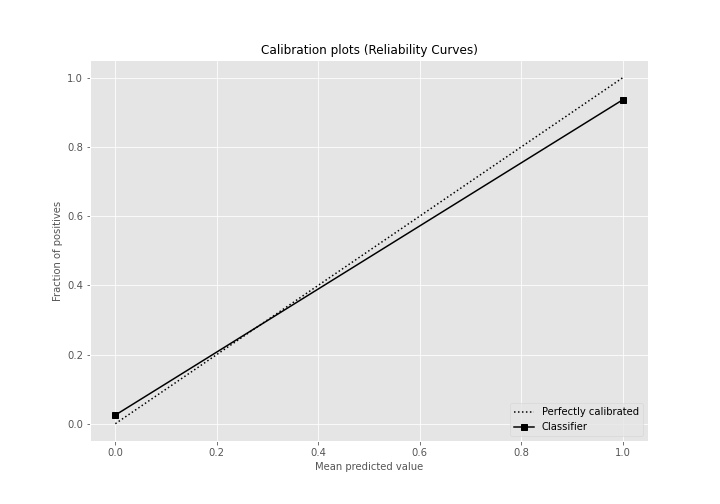 Calibration plots (Reliability Curves)
Fraction of positives
1.0
0.8
0.6
0.4
0.2
0.0
0.0 0.2 0.4 0.6 0.8 1.0
Mean predicted value
Perfectly calibrated
Classifier